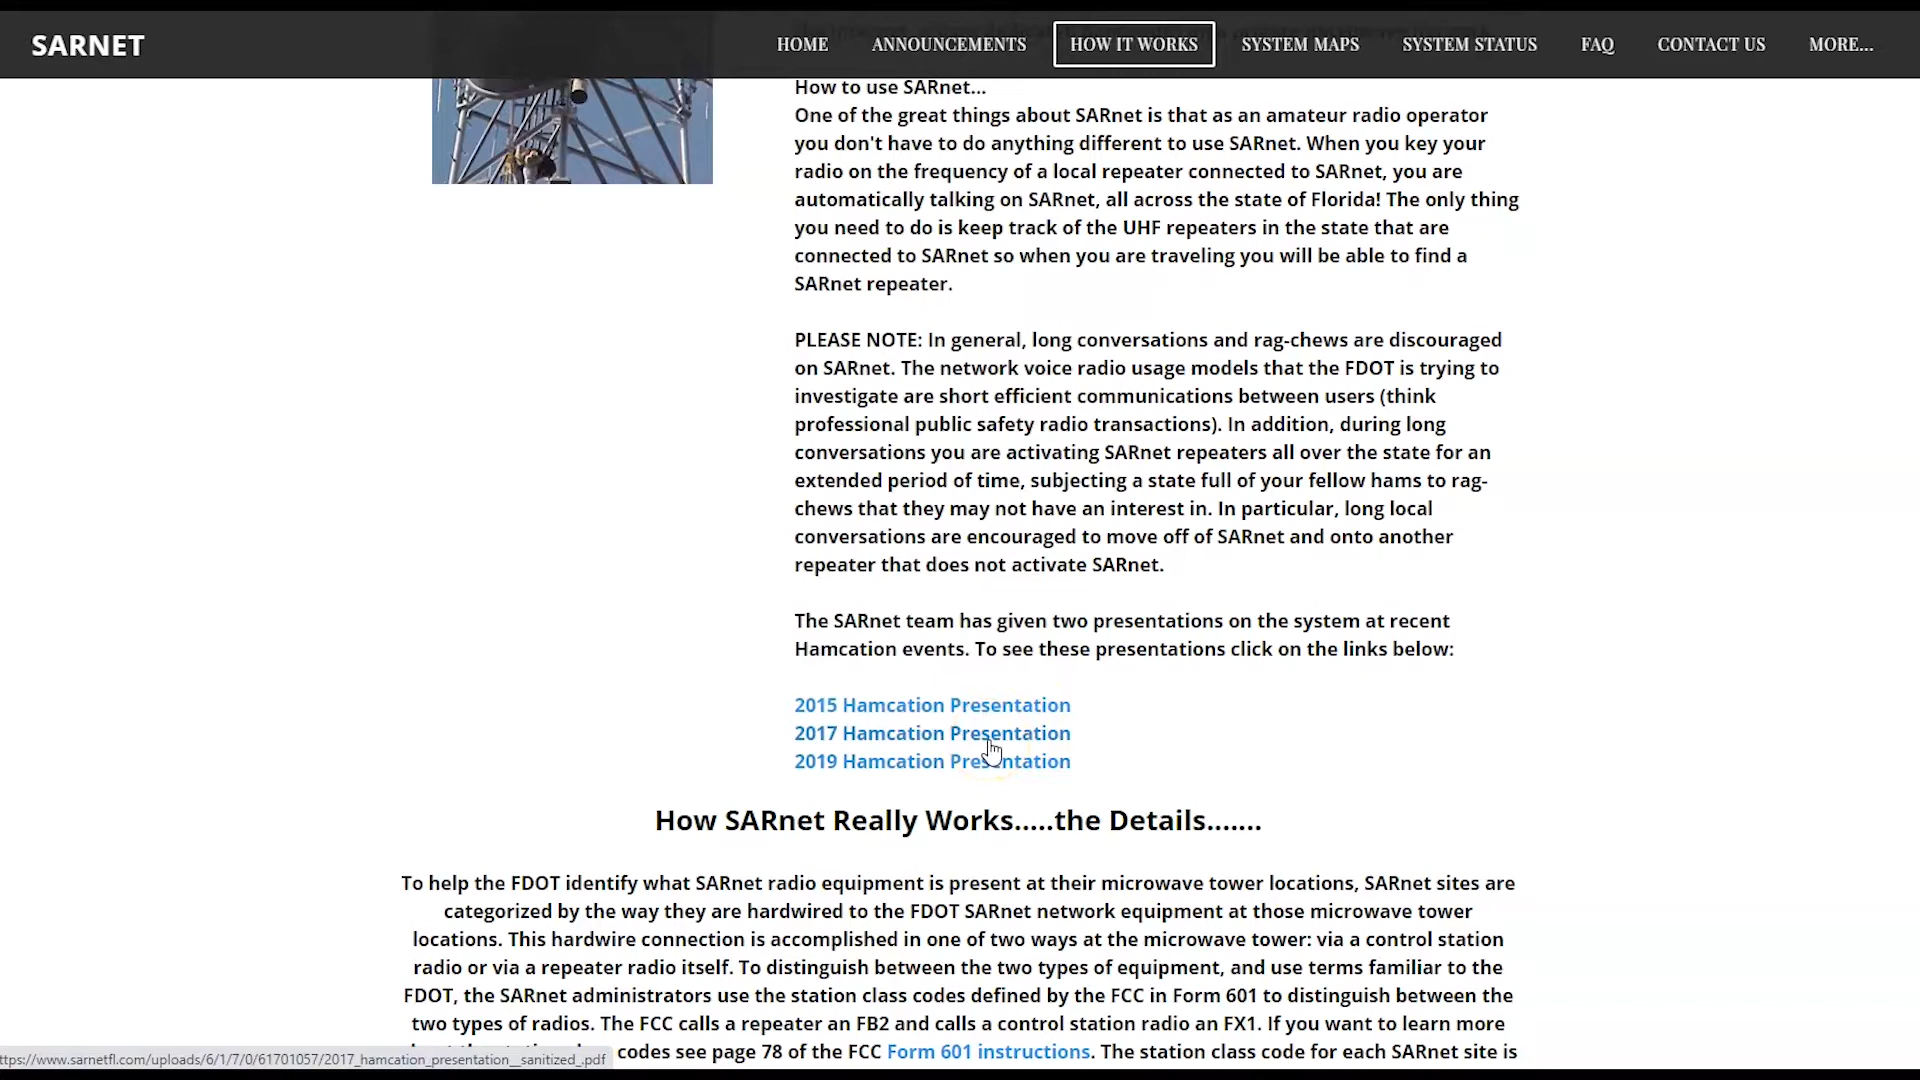 SARNET
HOME ANNOUNCEMENTS HOW IT WORKS SYSTEM MAPS SYSTEM STATUS FAQ CONTACT US MORE...
How to use SARnet...
One of the great things about SARnet is that as an amateur radio operator
you don't have to do anything different to use SARnet. When you key your
radio on the frequency of a local repeater connected to SARnet, you are
automatically talking on SARnet, all across the state of Florida! The only thing
you need to do is keep track of the UHF repeaters in the state that are
connected to SARnet so when you are traveling you will be able to find a
SARnet repeater.
PLEASE NOTE: In general, long conversations and rag-chews are discouraged
on SARnet. The network voice radio usage models that the FDOT is trying to
investigate are short efficient communications between users (think
professional public safety radio transactions). In addition, during long
conversations you are activating SARnet repeaters all over the state for an
extended period of time, subjecting a state full of your fellow hams to rag-
chews that they may not have an interest in. In particular, long local
conversations are encouraged to move off of SARnet and onto another
repeater that does not activate SARnet.
The SARnet team has given two presentations on the system at recent
Hamcation events. To see these presentations click on the links below:
2015 Hamcation Presentation
2017 Hamcation Presentation
2019 Hamcation Presentation
How SARnet Really Works.....the Details.......
To help the FDOT identify what SARnet radio equipment is present at their microwave tower locations, SARnet sites are
categorized by the way they are hardwired to the FDOT SARnet network equipment at those microwave tower
locations. This hardwire connection is accomplished in one of two ways at the microwave tower: via a control station
radio or via a repeater radio itself. To distinguish between the two types of equipment, and use terms familiar to the
FDOT, the SARnet administrators use the station class codes defined by the FCC in Form 601 to distinguish between the
two types of radios. The FCC calls a repeater an FB2 and calls a control station radio an FX1. If you want to learn more
codes see page 78 of the FCC Form 601 instructions. The station class code for each SARnet site is
ttps://www.sarnetfl.com/uploads/6/1/7/0/61701057/2017_hamcation_presentation__sanitized_.pdf